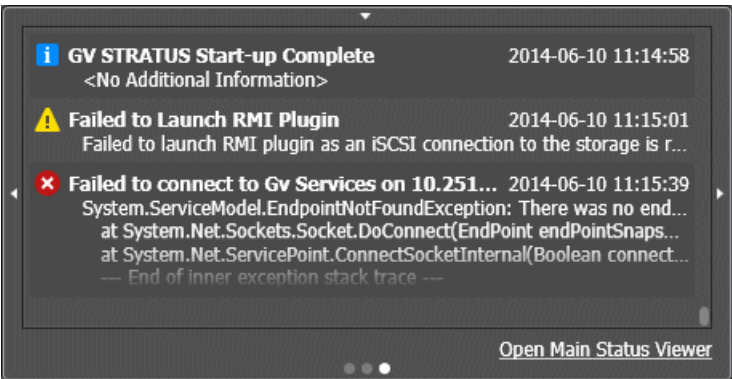 GV STRATUS Start-up Complete 2014-06-10 11:14:58
<No Additional Information>
Failed to Launch RMI Plugin 2014-06-10 11:15:01
Failed to launch RMI plugin as an iSCSI connection to the storage is r...
Failed to connect to Gv Services on 10.251... 2014-06-10 11:15:39
System.ServiceModel.EndpointNotFoundException: There was no end...
at System.Net.Sockets.Socket.DoConnect(EndPoint endPointSnaps...
at System.Net.ServicePoint.ConnectSocketInternal(Boolean connect...
--- End of inner exception stack trace ---
Open Main Status Viewer